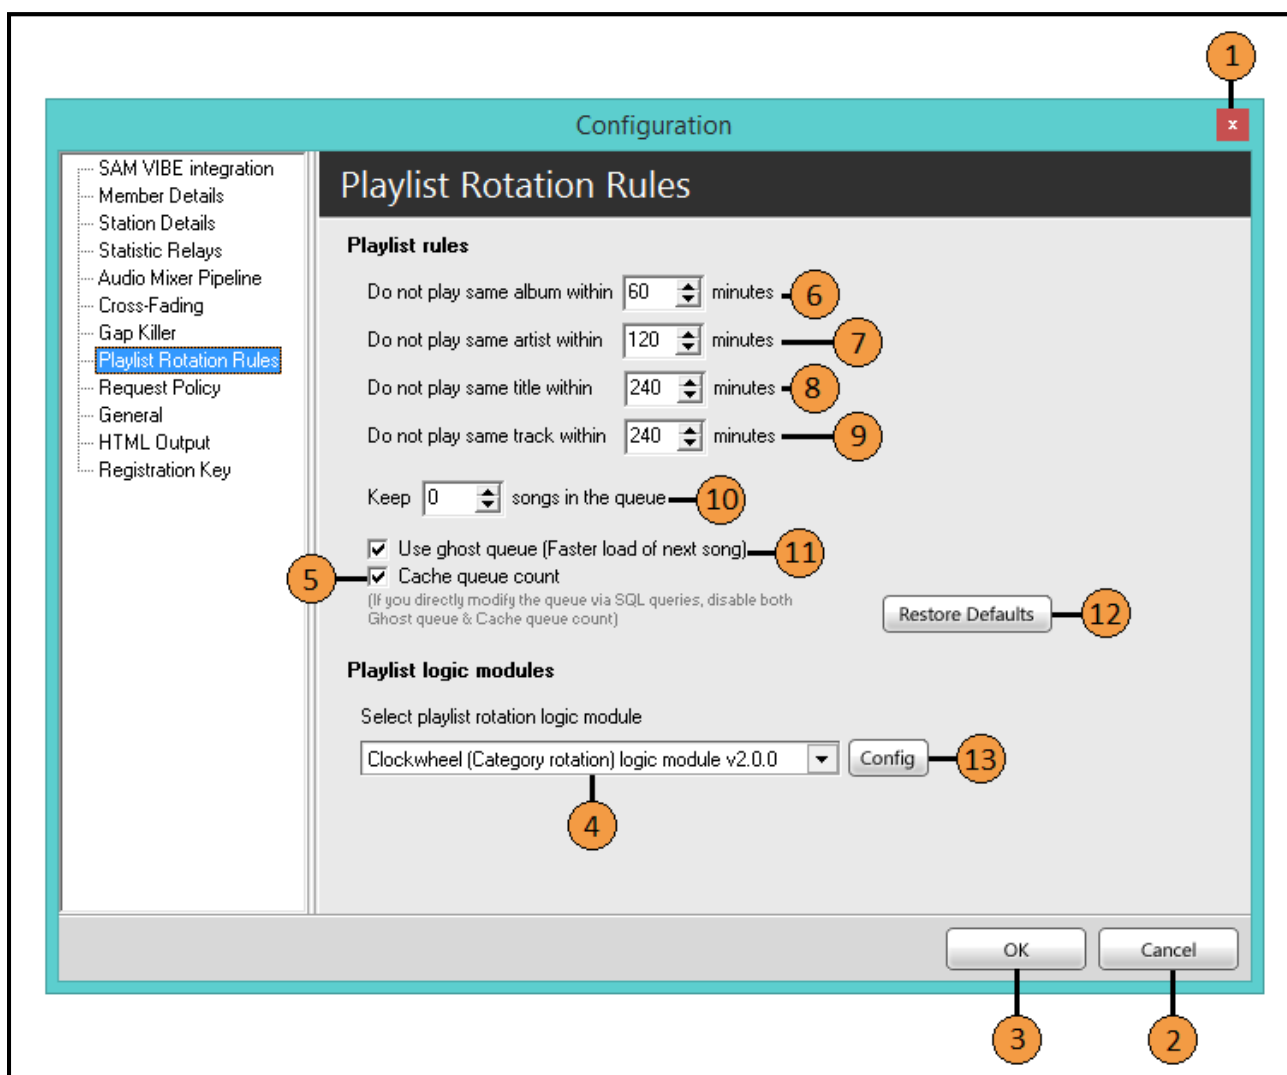 1
Configuration
x
SAM VIBE integration
Member Details
Station Details
Statistic Relays
Audio Mixer Pipeline
Cross-Fading
Gap Killer
Playlist Rotation Rules
Request Policy
General
HTML Output
Registration Key
Playlist Rotation Rules
Playlist rules
Do not play same album within 60 minutes 6
Do not play same artist within 120 minutes 7
Do not play same title within 240 minutes 8
Do not play same track within 240 minutes 9
Keep 0 songs in the queue 10
Use ghost queue (Faster load of next song) 11
5 Cache queue count
(If you directly modify the queue via SQL queries, disable both
Ghost queue & Cache queue count)
Restore Defaults 12
Playlist logic modules
Select playlist rotation logic module
Clockwheel (Category rotation) logic module v2.0.0 Config 13
4
OK Cancel
3 2